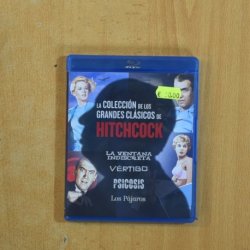 LA COLECCIÓN DE LOS
GRANDES CLÁSICOS DE
HITCHCOCK
LA VENTANA
INDISCRETA
VÉRTIGO
PSICOSIS
Los Pájaros